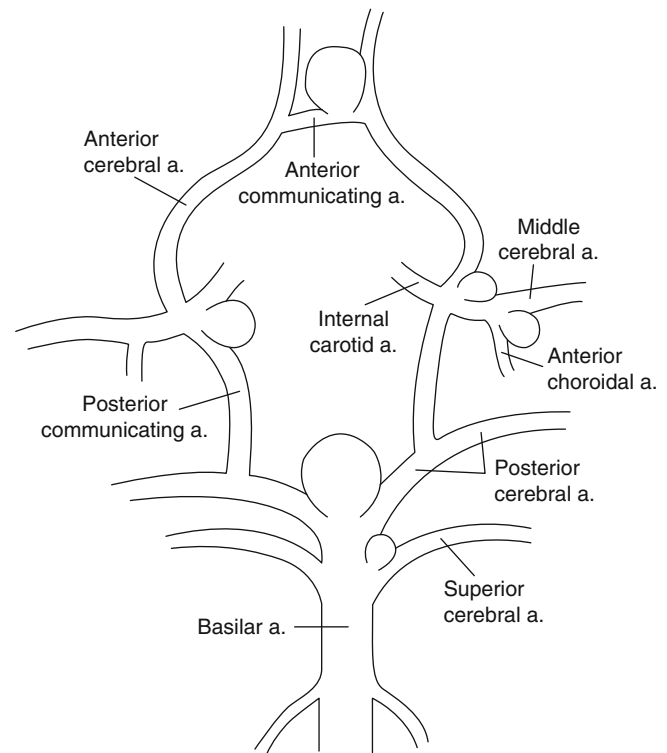 Anterior
cerebral a.
Anterior
communicating a.
Middle
cerebral a.
Internal
carotid a.
Anterior
choroidal a.
Posterior
communicating a.
Posterior
cerebral a.
Superior
cerebral a.
Basilar a.